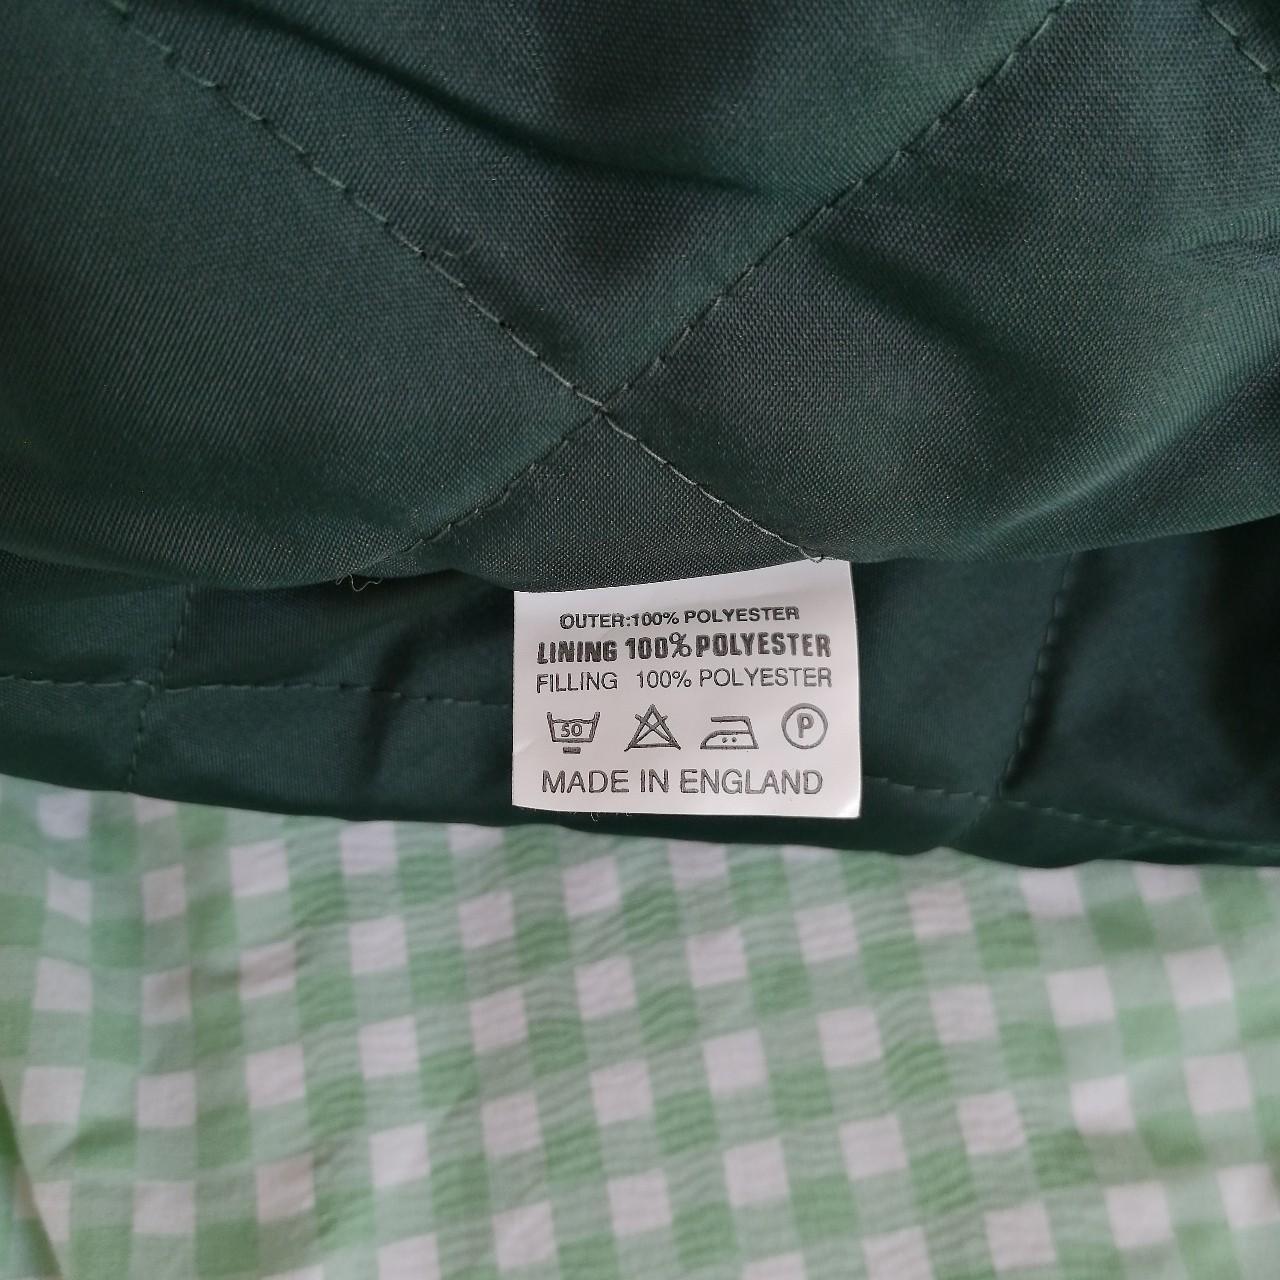 OUTER:100% POLYESTER
LINING 100% POLYESTER
FILLING 100% POLYESTER
50 P
MADE IN ENGLAND